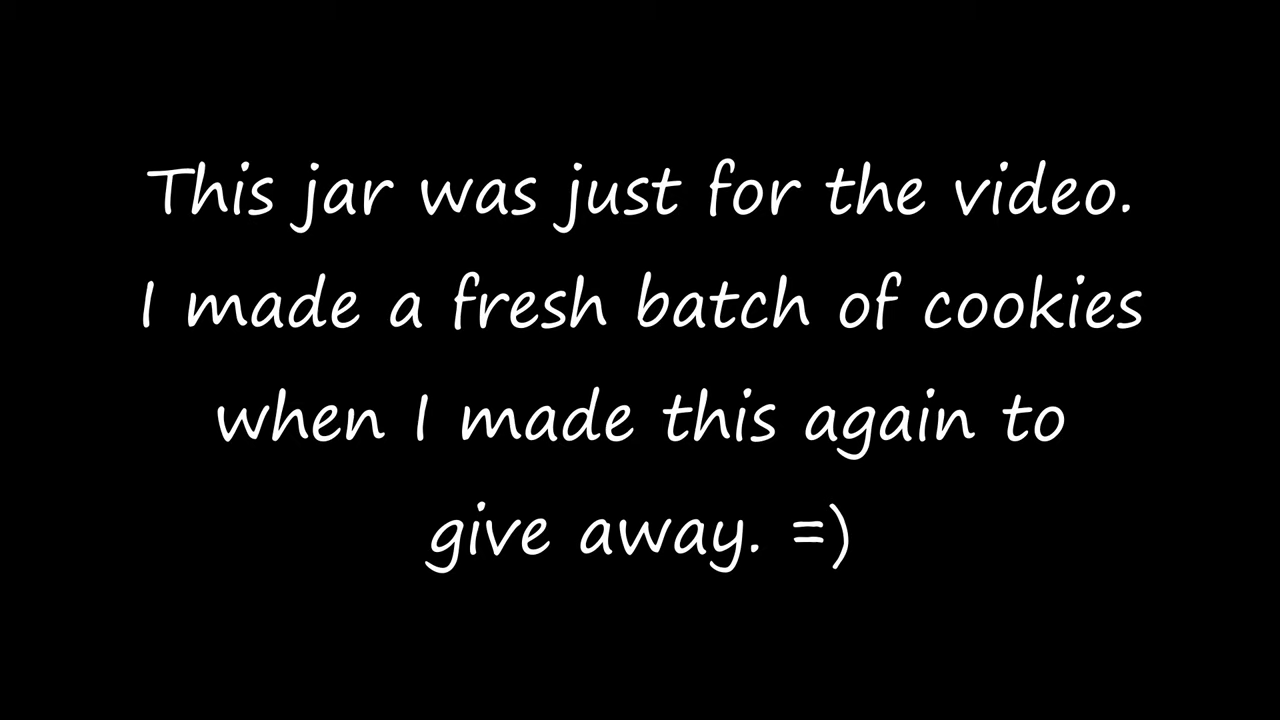 This jar was just for the video.
I made a fresh batch of cookies
when I made this again to
give away. =)